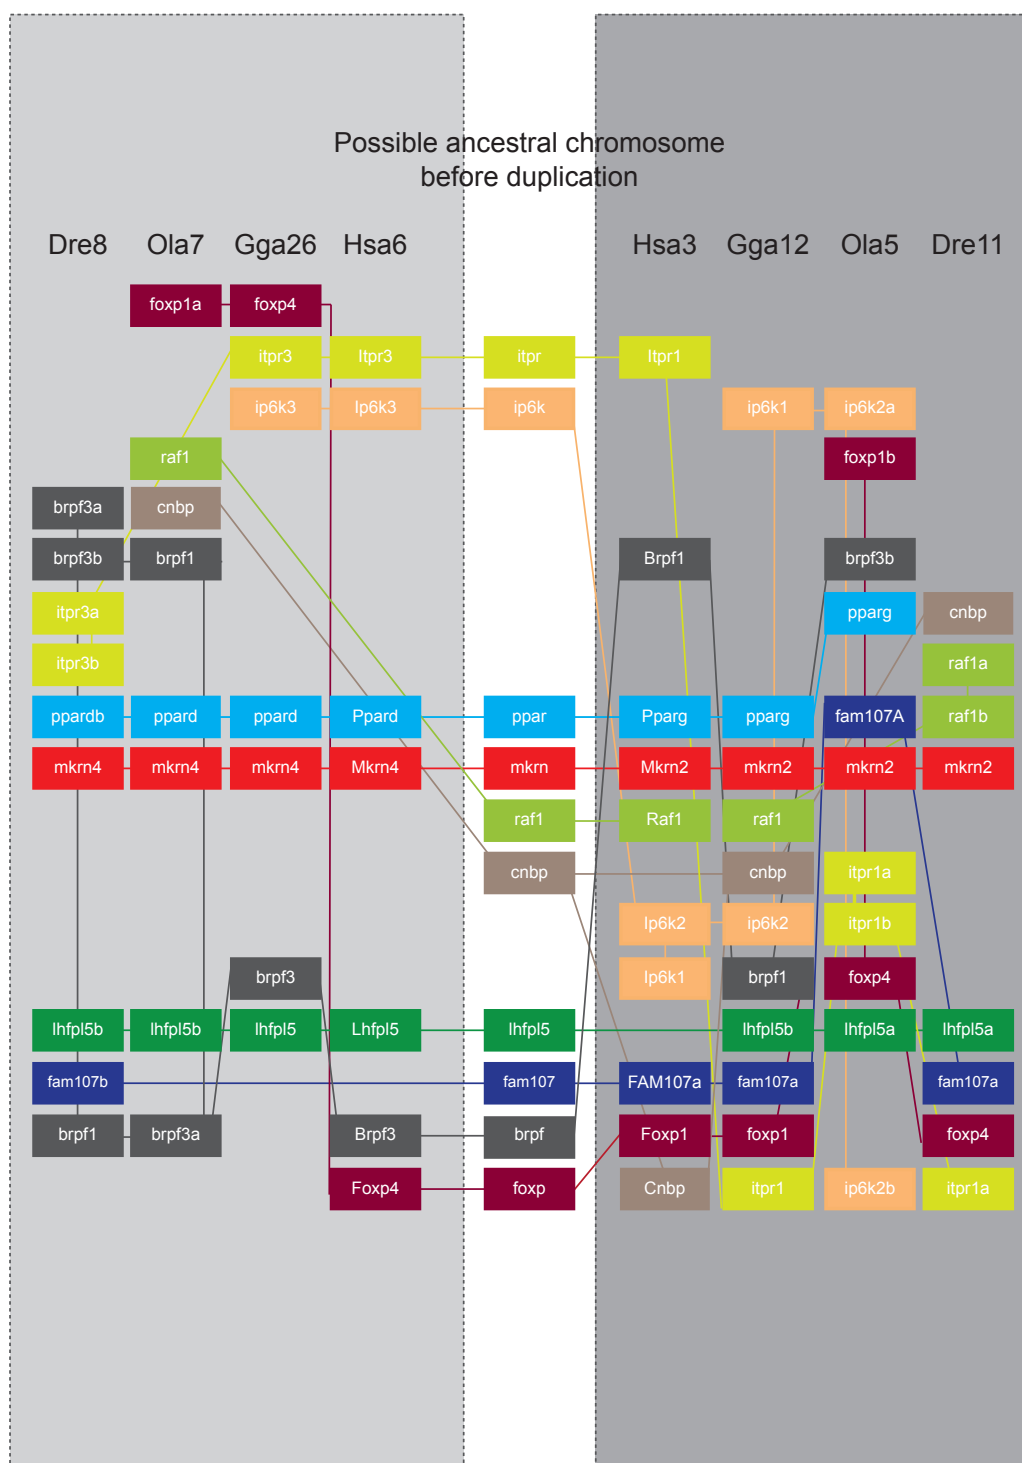 Possible ancestral chromosome
before duplication
Dre8 Ola7 Gga26 Hsa6 Hsa3 Gga12 Ola5 Dre11
foxp1a foxp4
itpr3 Itpr3 itpr Itpr1
ip6k3 Ip6k3 ip6k ip6k1 ip6k2a
raf1 foxp1b
brpf3a cnbp
brpf3b brpf1 Brpf1 brpf3b
itpr3a pparg cnbp
itpr3b raf1a
ppardb ppard ppard Ppard ppar Pparg pparg fam107A raf1b
mkrn4 mkrn4 mkrn4 Mkrn4 mkrn Mkrn2 mkrn2 mkrn2 mkrn2
raf1 Raf1 raf1
cnbp cnbp itpr1a
Ip6k2 ip6k2 itpr1b
brpf3 Ip6k1 brpf1 foxp4
lhfpl5b lhfpl5b lhfpl5 Lhfpl5 lhfpl5 lhfpl5b lhfpl5a lhfpl5a
fam107b fam107 FAM107a fam107a fam107a
brpf1 brpf3a Brpf3 brpf Foxp1 foxp1 foxp4
Foxp4 foxp Cnbp itpr1 ip6k2b itpr1a